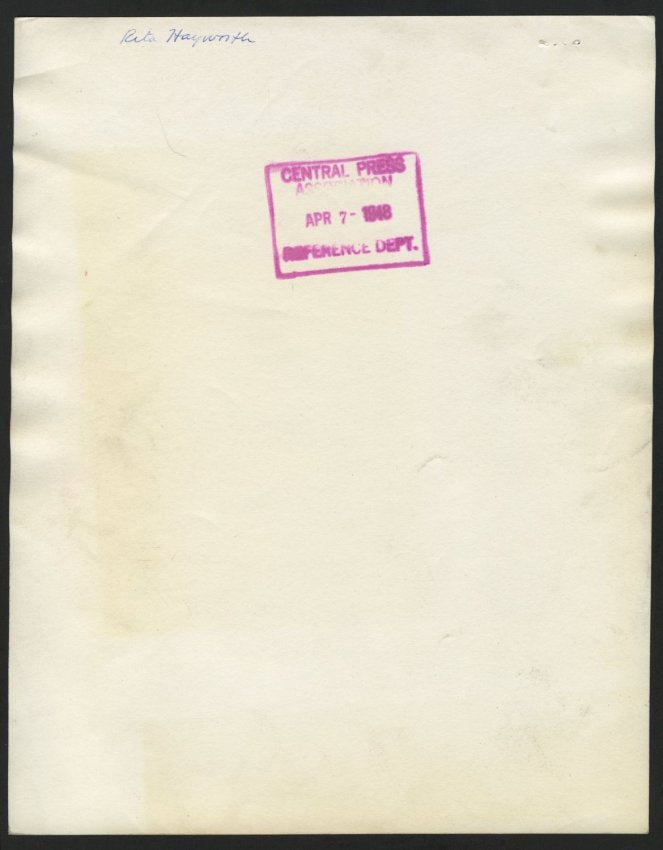 Rita Hayworth
CENTRAL PRESS
ASSOCIATION
APR 7- 1948
REFERENCE DEPT.